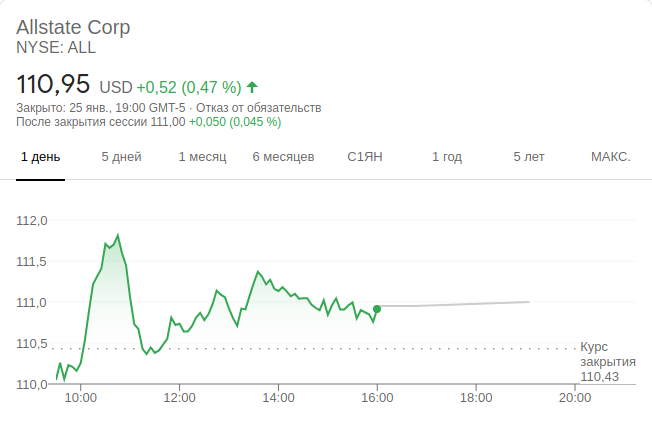 Allstate Corp
NYSE: ALL
110,95 USD +0,52 (0,47 %)
Закрыто: 25 янв., 19:00 GMT-5 · Отказ от обязательств
После закрытия сессии 111,00 +0,050 (0,045 %)
1 день 5 дней 1 месяц 6 месяцев С1ЯН 1 год 5 лет МАКС.
112,0
111,5
111,0
110,5
Курс
закрытия
110,43
110,0
10:00 12:00 14:00 16:00 18:00 20:00